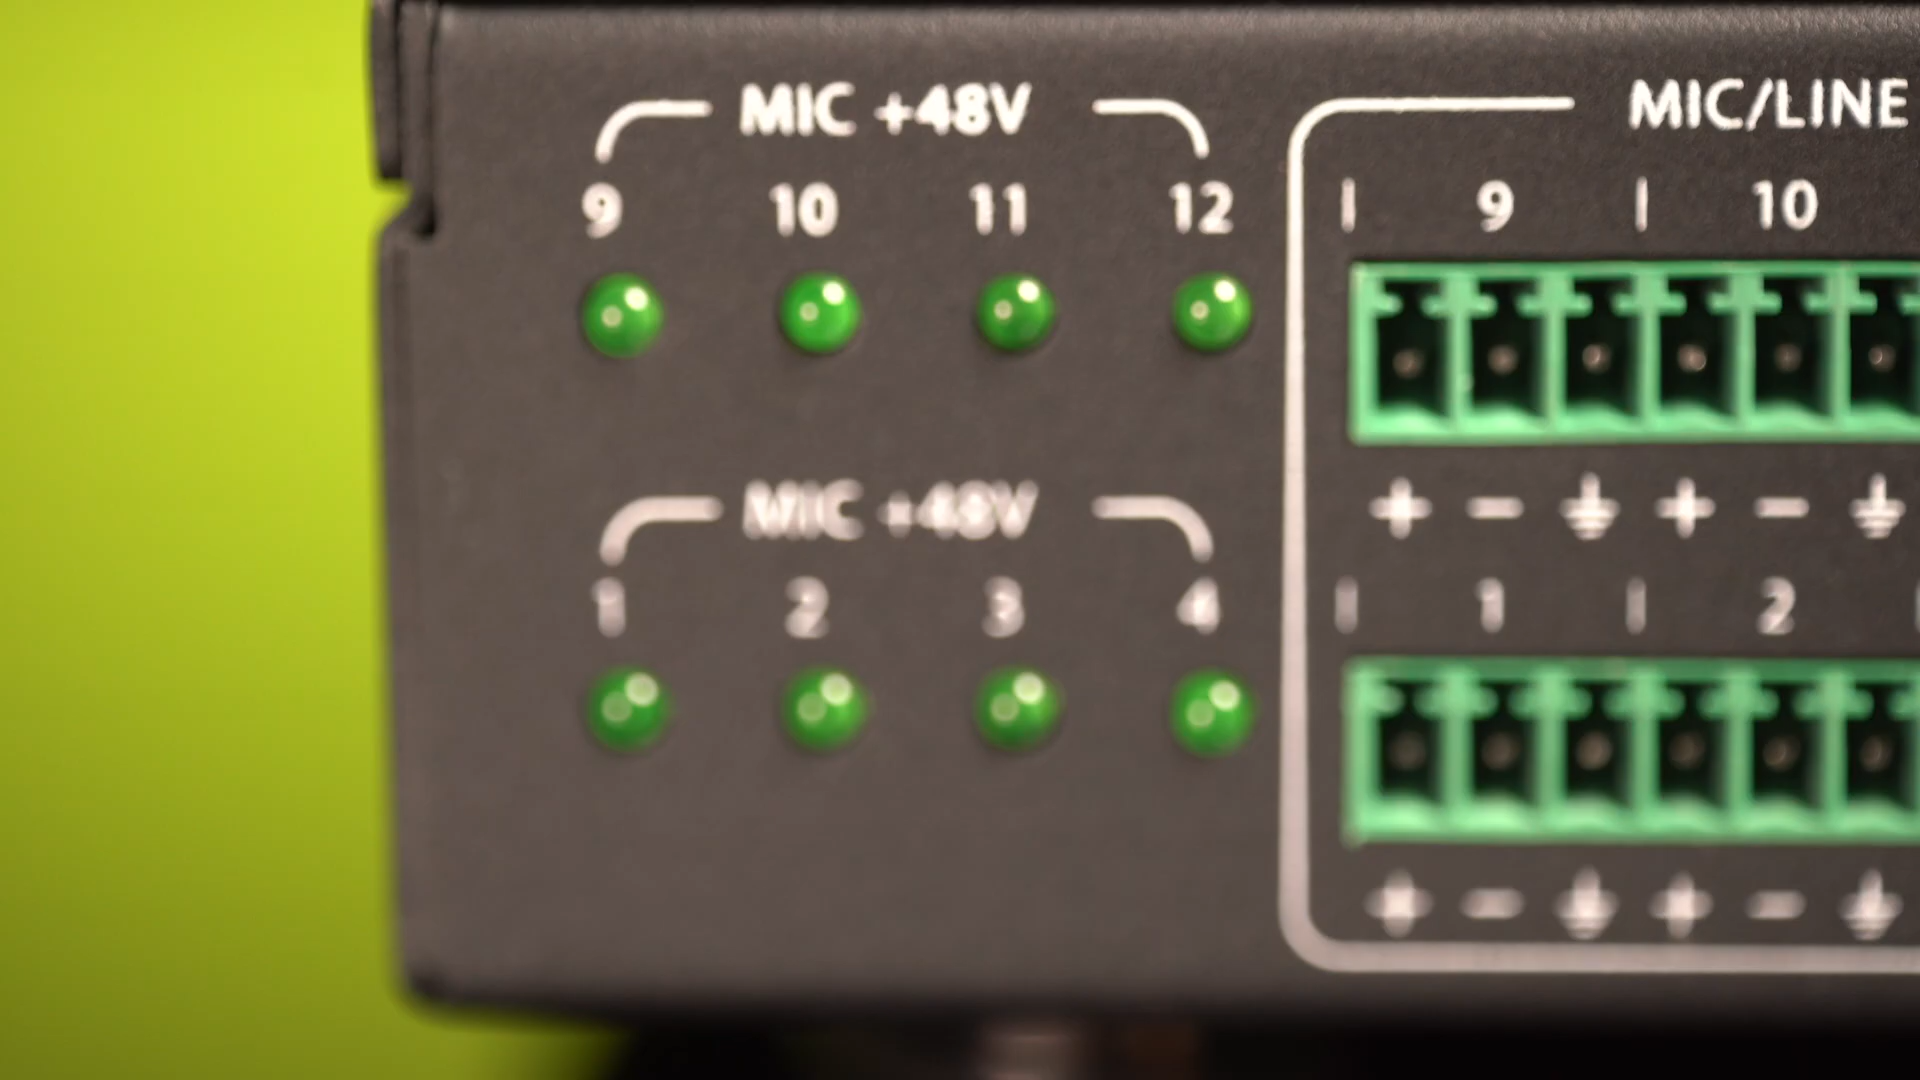 MIC +48V
9 10 11 12
MIC/LINE
| 9 | 10
+ − ⏚ + − ⏚
MIC +48V
1 2 3 4
| 1 | 2
+ − ⏚ + − ⏚